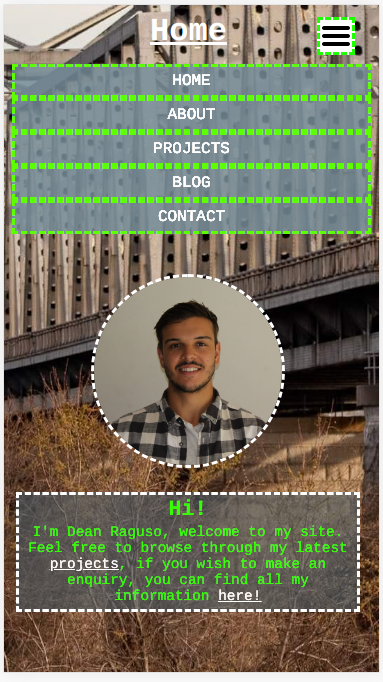 Home
HOME
ABOUT
PROJECTS
BLOG
CONTACT
Hi!
I'm Dean Raguso, welcome to my site.
Feel free to browse through my latest
projects, if you wish to make an
enquiry, you can find all my
information here!